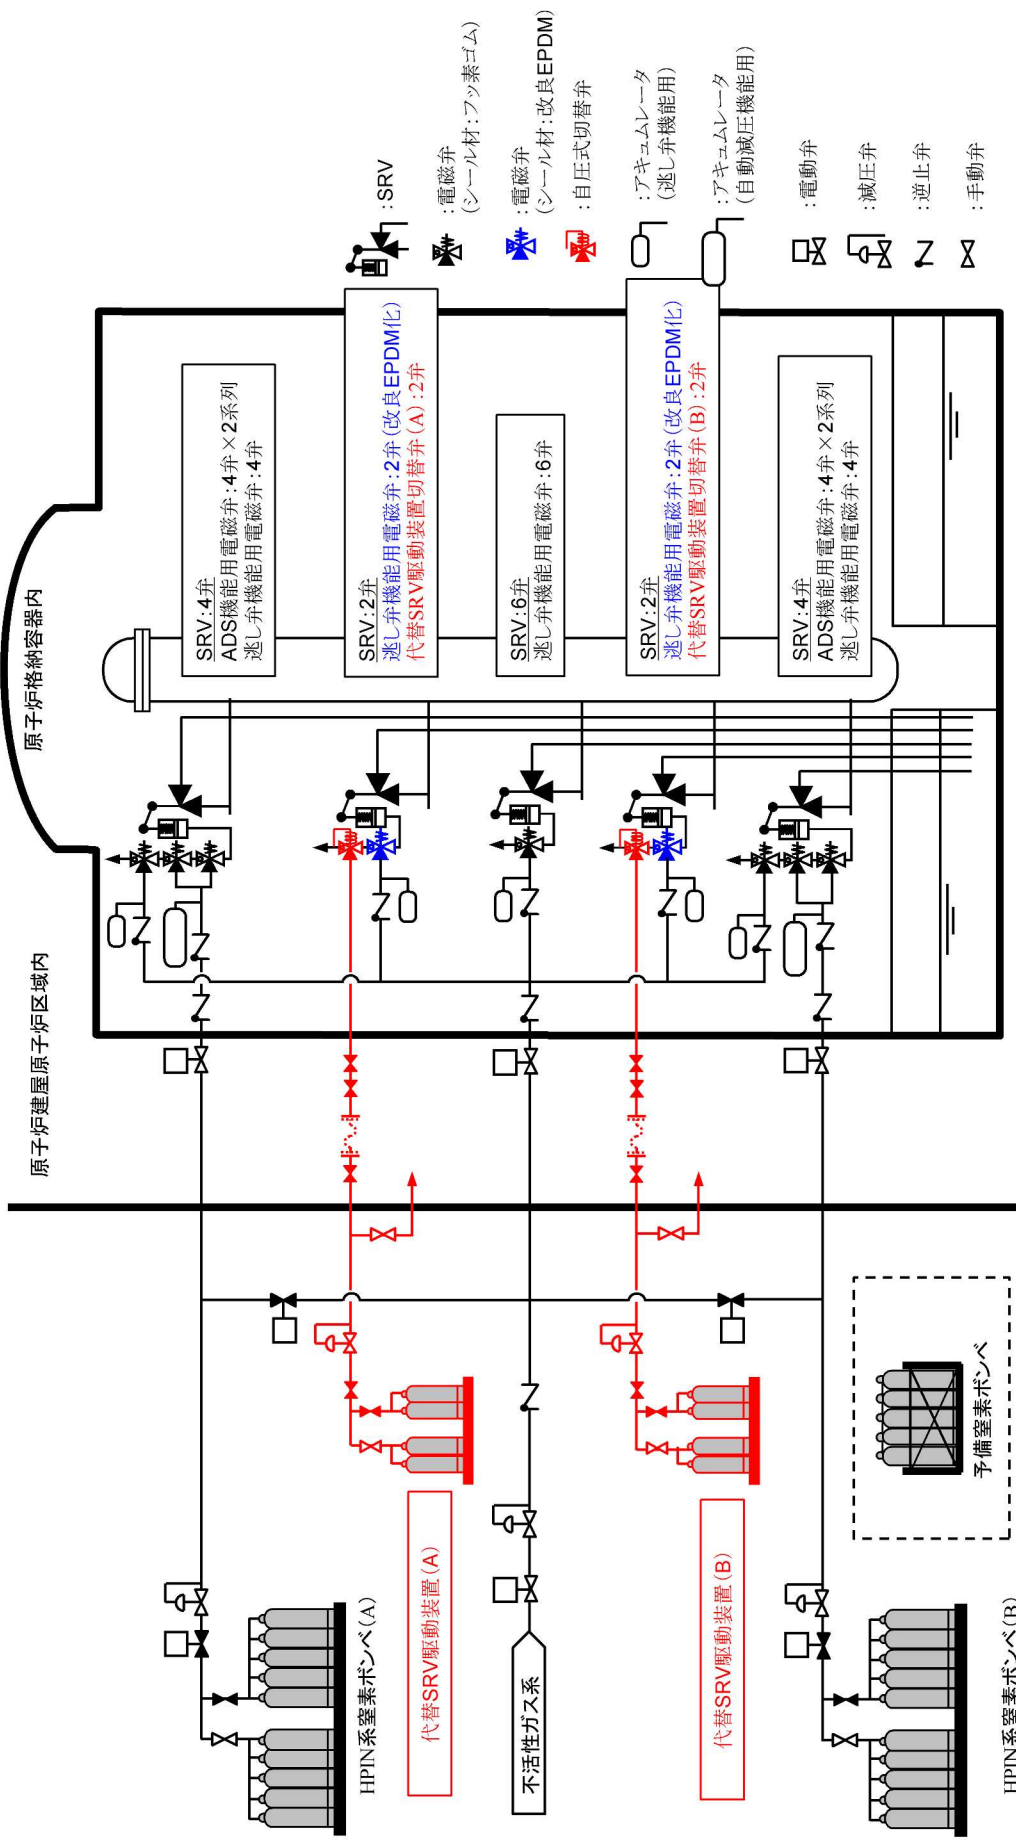 原子炉建屋原子炉区域内
原子炉格納容器内
SRV:4弁
ADS機能用電磁弁:4弁×2系列
逃し弁機能用電磁弁:4弁
SRV:2弁
逃し弁機能用電磁弁:2弁(改良EPDM化)
代替SRV駆動装置切替弁(A):2弁
SRV:6弁
逃し弁機能用電磁弁:6弁
SRV:2弁
逃し弁機能用電磁弁:2弁(改良EPDM化)
代替SRV駆動装置切替弁(B):2弁
SRV:4弁
ADS機能用電磁弁:4弁×2系列
逃し弁機能用電磁弁:4弁
:SRV
:電磁弁
(シール材:フッ素ゴム)
:電磁弁
(シール材:改良EPDM)
:自圧式切替弁
:アキュムレータ
(逃し弁機能用)
:アキュムレータ
(自動減圧機能用)
:電動弁
:減圧弁
:逆止弁
:手動弁
HPIN系窒素ボンベ(A)
代替SRV駆動装置(A)
不活性ガス系
代替SRV駆動装置(B)
予備窒素ボンベ
HPIN系窒素ボンベ(B)